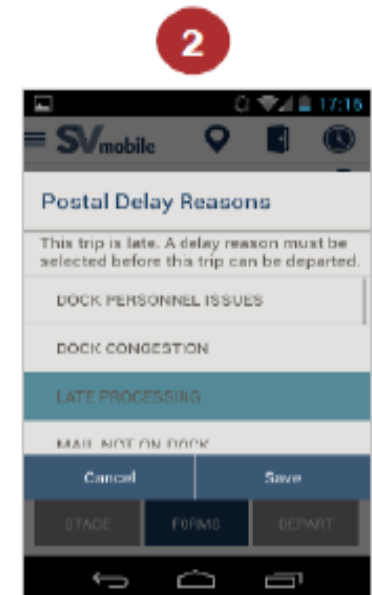 2
17:16
SVmobile
Postal Delay Reasons
This trip is late. A delay reason must be
selected before this trip can be departed.
DOCK PERSONNEL ISSUES
DOCK CONGESTION
LATE PROCESSING
MAIL NOT ON DOCK
Cancel Save
STAGE FORMS DEPART